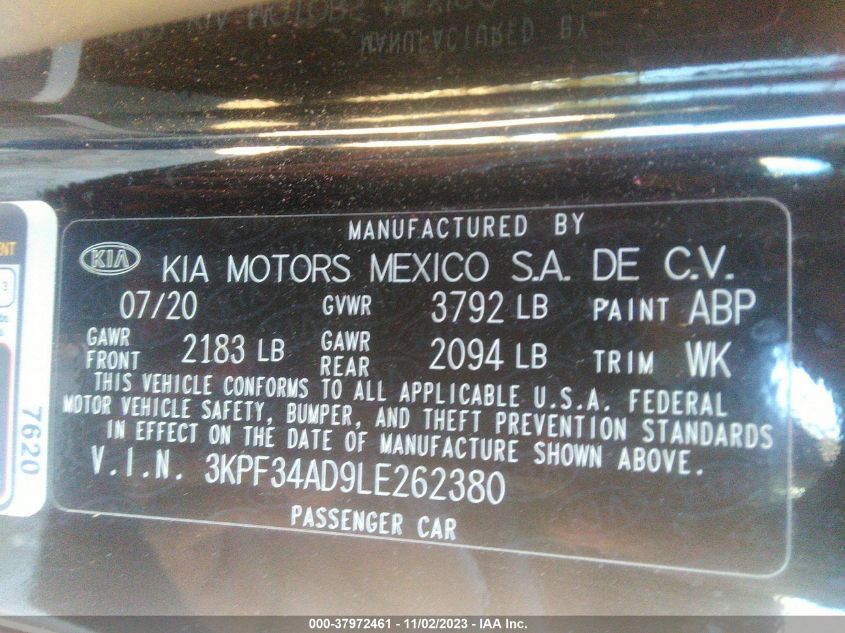 MANUFACTURED BY
KIA KIA MOTORS MEXICO S.A. DE C.V.
07/20 GVWR 3792 LB PAINT ABP
GAWR FRONT 2183 LB GAWR REAR 2094 LB TRIM WK
THIS VEHICLE CONFORMS TO ALL APPLICABLE U.S.A. FEDERAL
MOTOR VEHICLE SAFETY, BUMPER, AND THEFT PREVENTION STANDARDS
IN EFFECT ON THE DATE OF MANUFACTURE SHOWN ABOVE.
V.I.N. 3KPF34AD9LE262380
PASSENGER CAR
7620
000-37972461 - 11/02/2023 - IAA Inc.